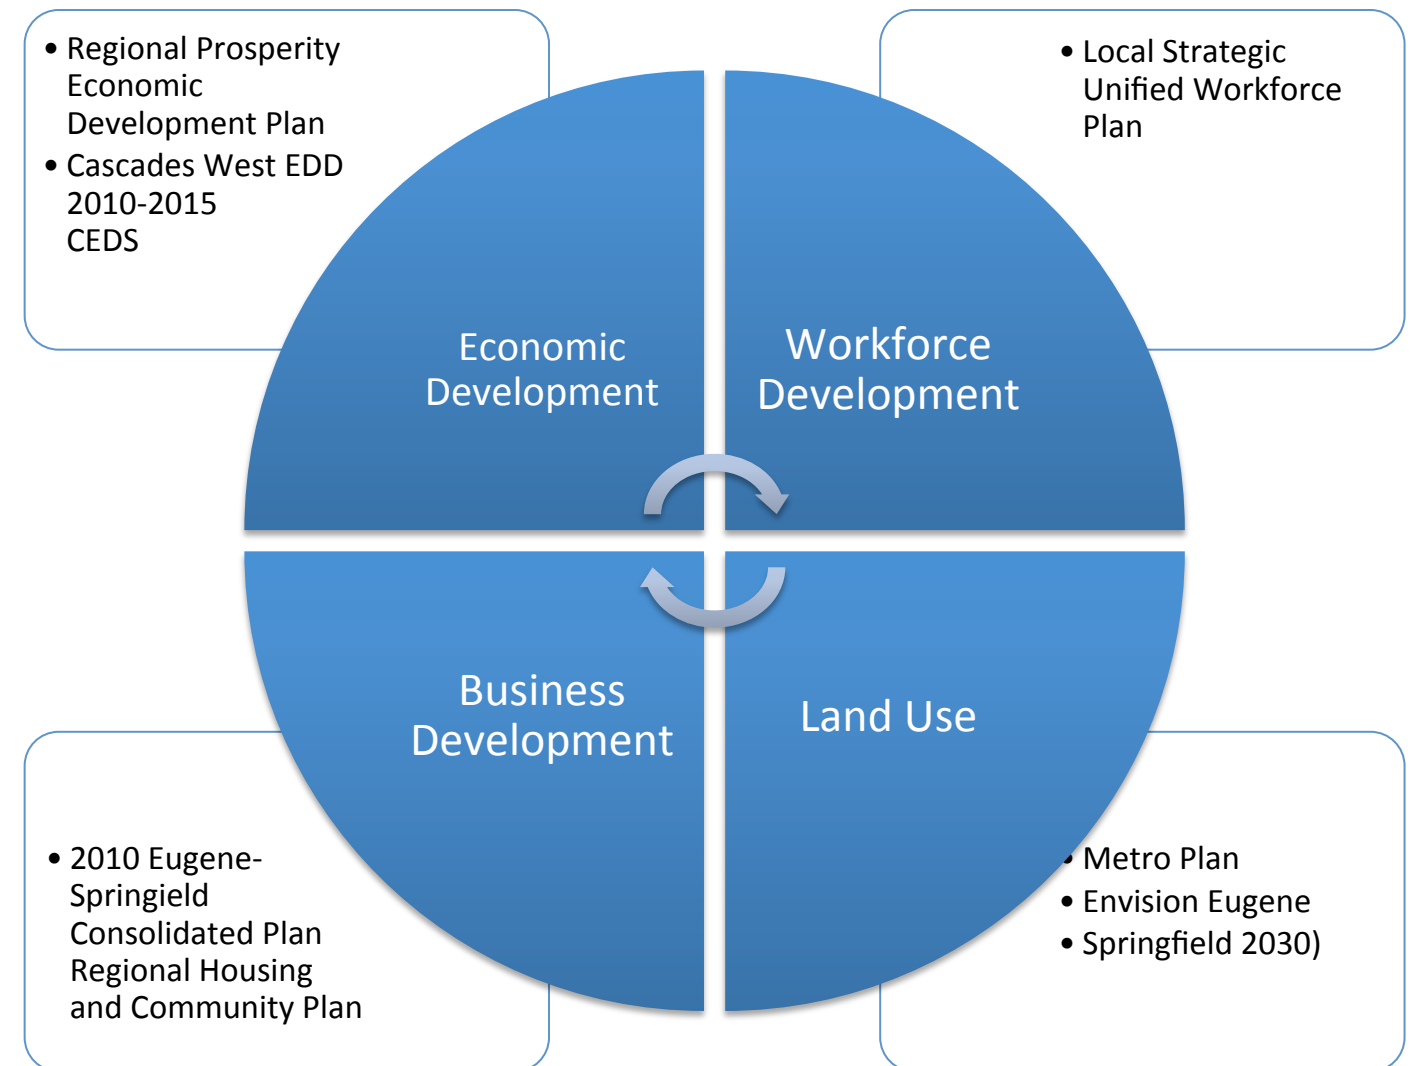 • Regional Prosperity
Economic
Development Plan
• Cascades West EDD
2010-2015
CEDS
• Local Strategic
Unified Workforce
Plan
Economic
Development
Workforce
Development
Business
Development
Land Use
• 2010 Eugene-
Springield
Consolidated Plan
Regional Housing
and Community Plan
• Metro Plan
• Envision Eugene
• Springfield 2030)